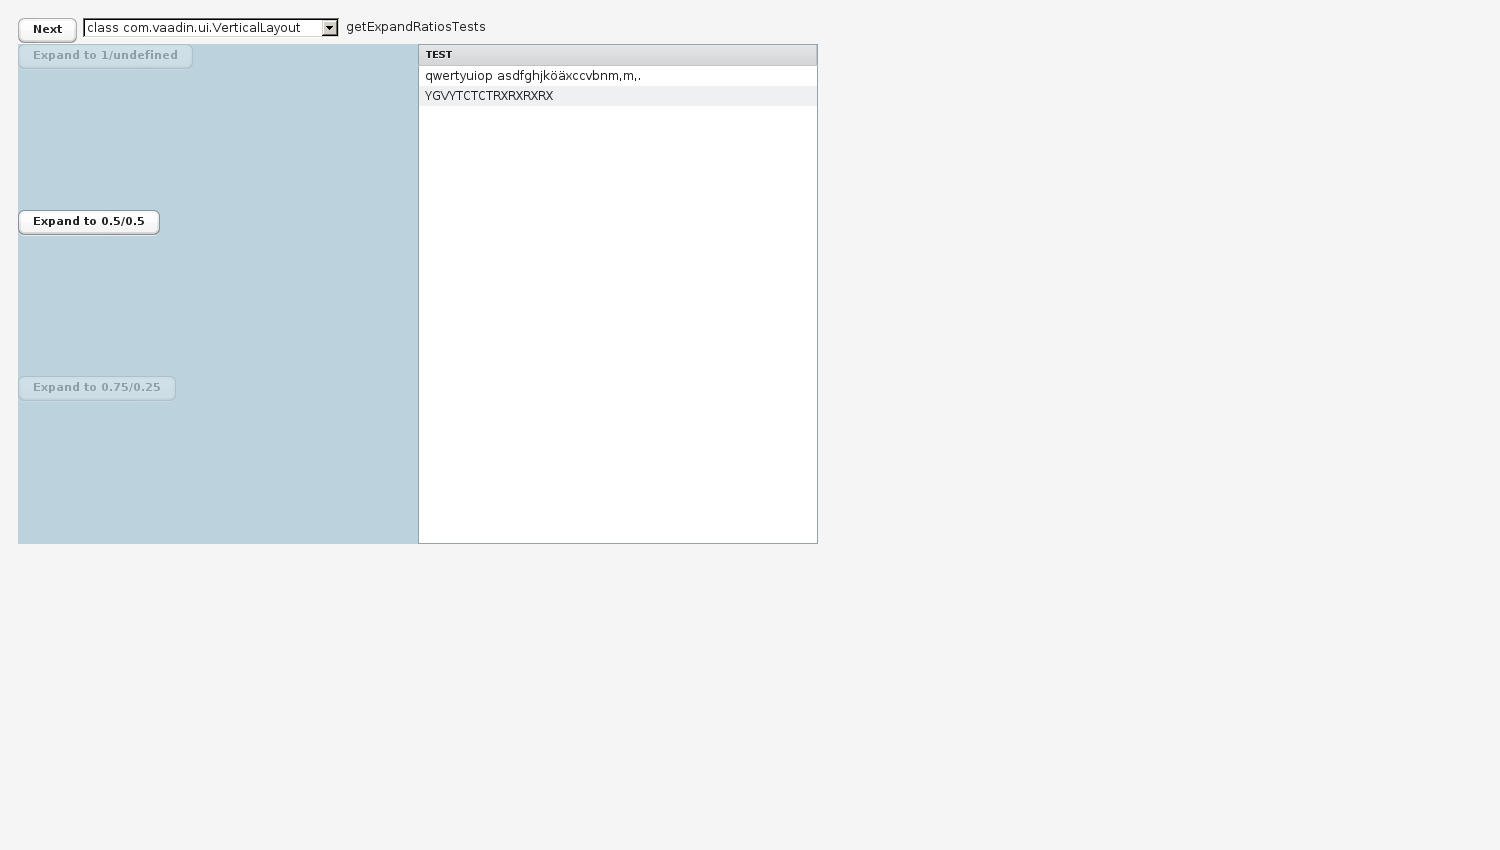 Next
class com.vaadin.ui.VerticalLayout
getExpandRatiosTests
Expand to 1/undefined
TEST
qwertyuiop asdfghjköäxccvbnm,m,.
YGVYTCTCTRXRXRXRX
Expand to 0.5/0.5
Expand to 0.75/0.25